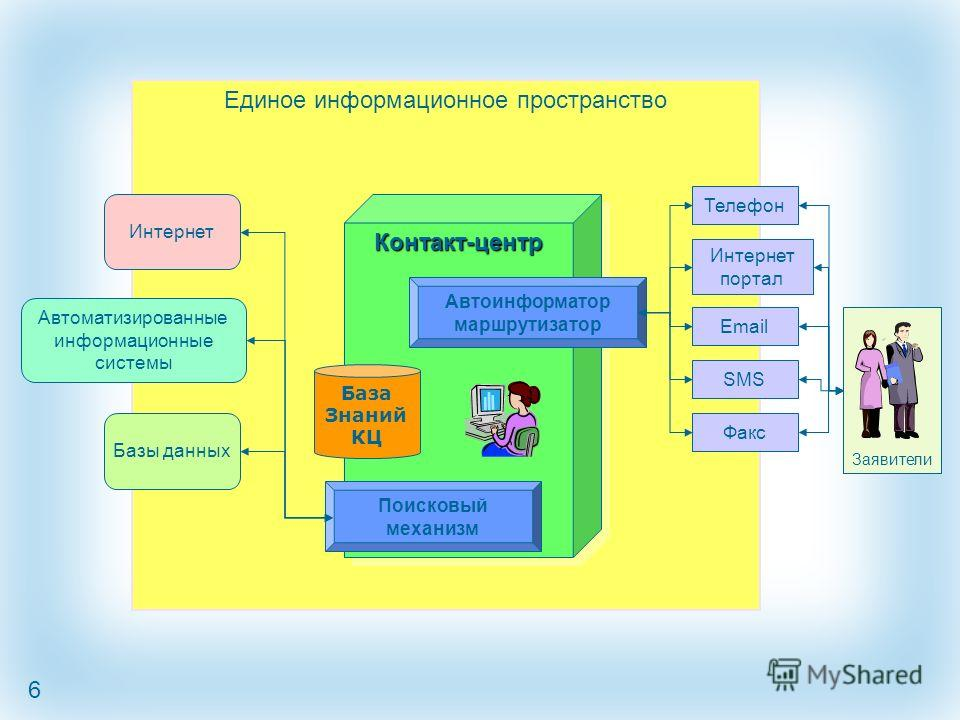 Единое информационное пространство
Интернет
Автоматизированные
информационные
системы
Базы данных
Контакт-центр
Автоинформатор
маршрутизатор
База
Знаний
КЦ
Поисковый
механизм
Телефон
Интернет
портал
Email
SMS
Факс
Заявители
6
MyShared